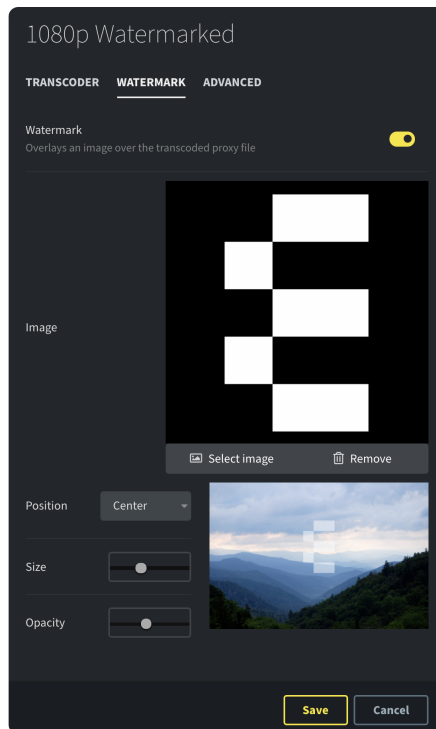 1080p Watermarked
TRANSCODER WATERMARK ADVANCED
Watermark
Overlays an image over the transcoded proxy file
Image
Select image Remove
Position Center
Size
Opacity
Save Cancel